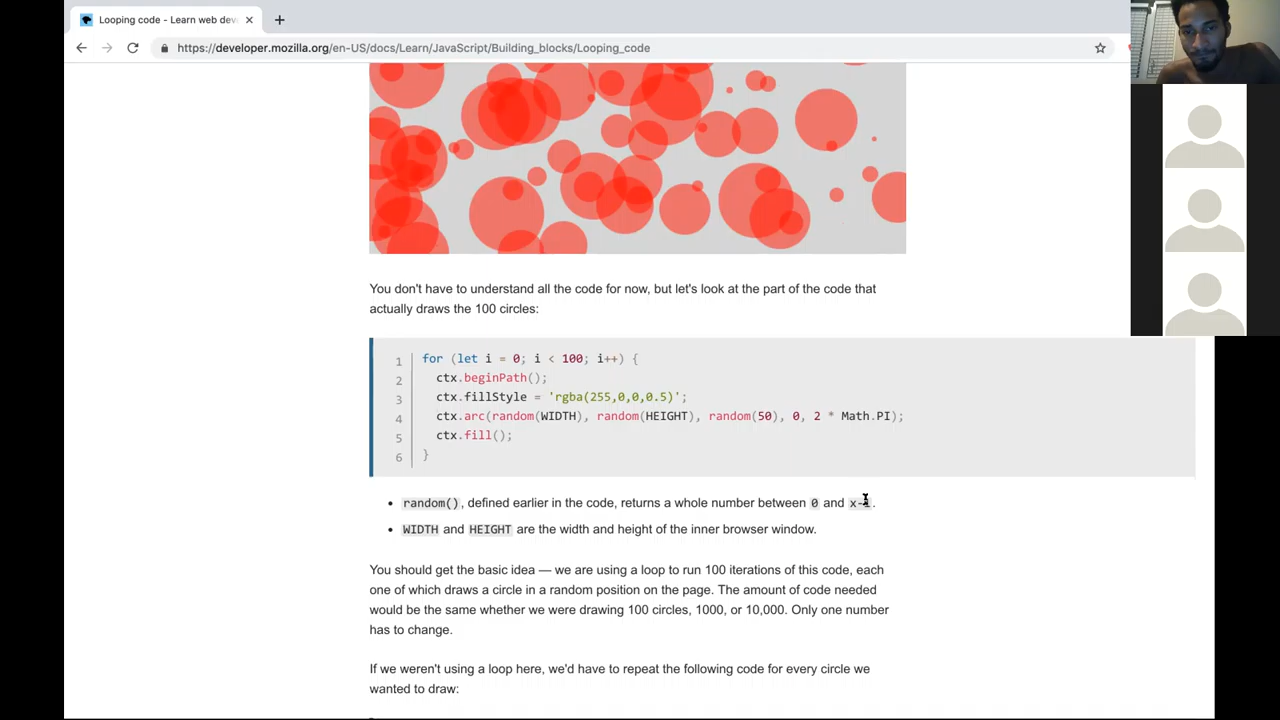 Looping code - Learn web dev
https://developer.mozilla.org/en-US/docs/Learn/JavaScript/Building_blocks/Looping_code
You don't have to understand all the code for now, but let's look at the part of the code that
actually draws the 100 circles:
1 for (let i = 0; i < 100; i++) {
2 ctx.beginPath();
3 ctx.fillStyle = 'rgba(255,0,0,0.5)';
4 ctx.arc(random(WIDTH), random(HEIGHT), random(50), 0, 2 * Math.PI);
5 ctx.fill();
6 }
• random(), defined earlier in the code, returns a whole number between 0 and x-1.
• WIDTH and HEIGHT are the width and height of the inner browser window.
You should get the basic idea — we are using a loop to run 100 iterations of this code, each
one of which draws a circle in a random position on the page. The amount of code needed
would be the same whether we were drawing 100 circles, 1000, or 10,000. Only one number
has to change.
If we weren't using a loop here, we'd have to repeat the following code for every circle we
wanted to draw: